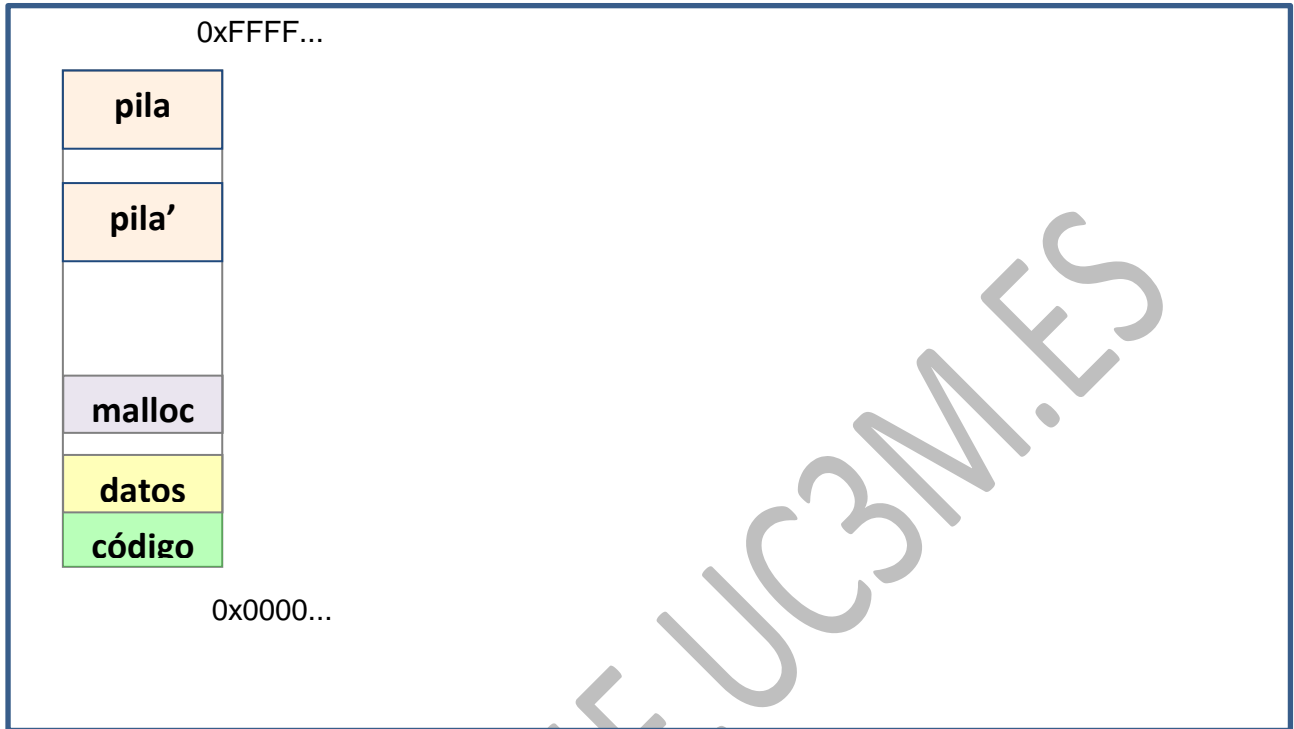 0xFFFF...
pila
pila’
malloc
datos
código
0x0000...
UC3M.ES